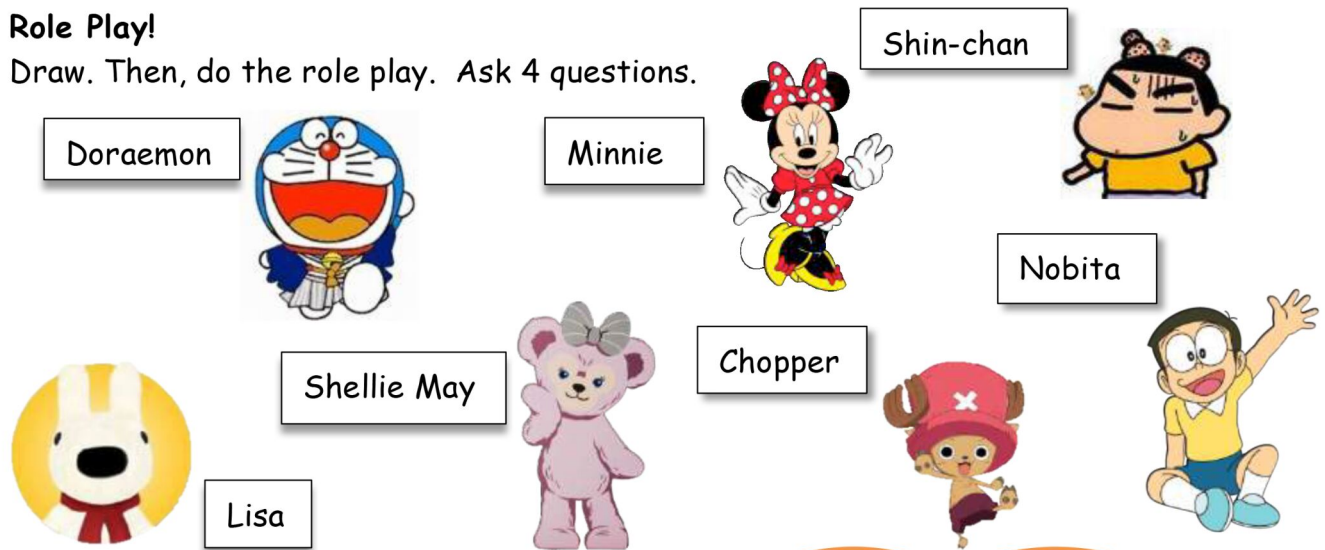 Role Play!
Draw. Then, do the role play. Ask 4 questions.
Shin-chan
Doraemon
Minnie
Nobita
Chopper
Shellie May
Lisa